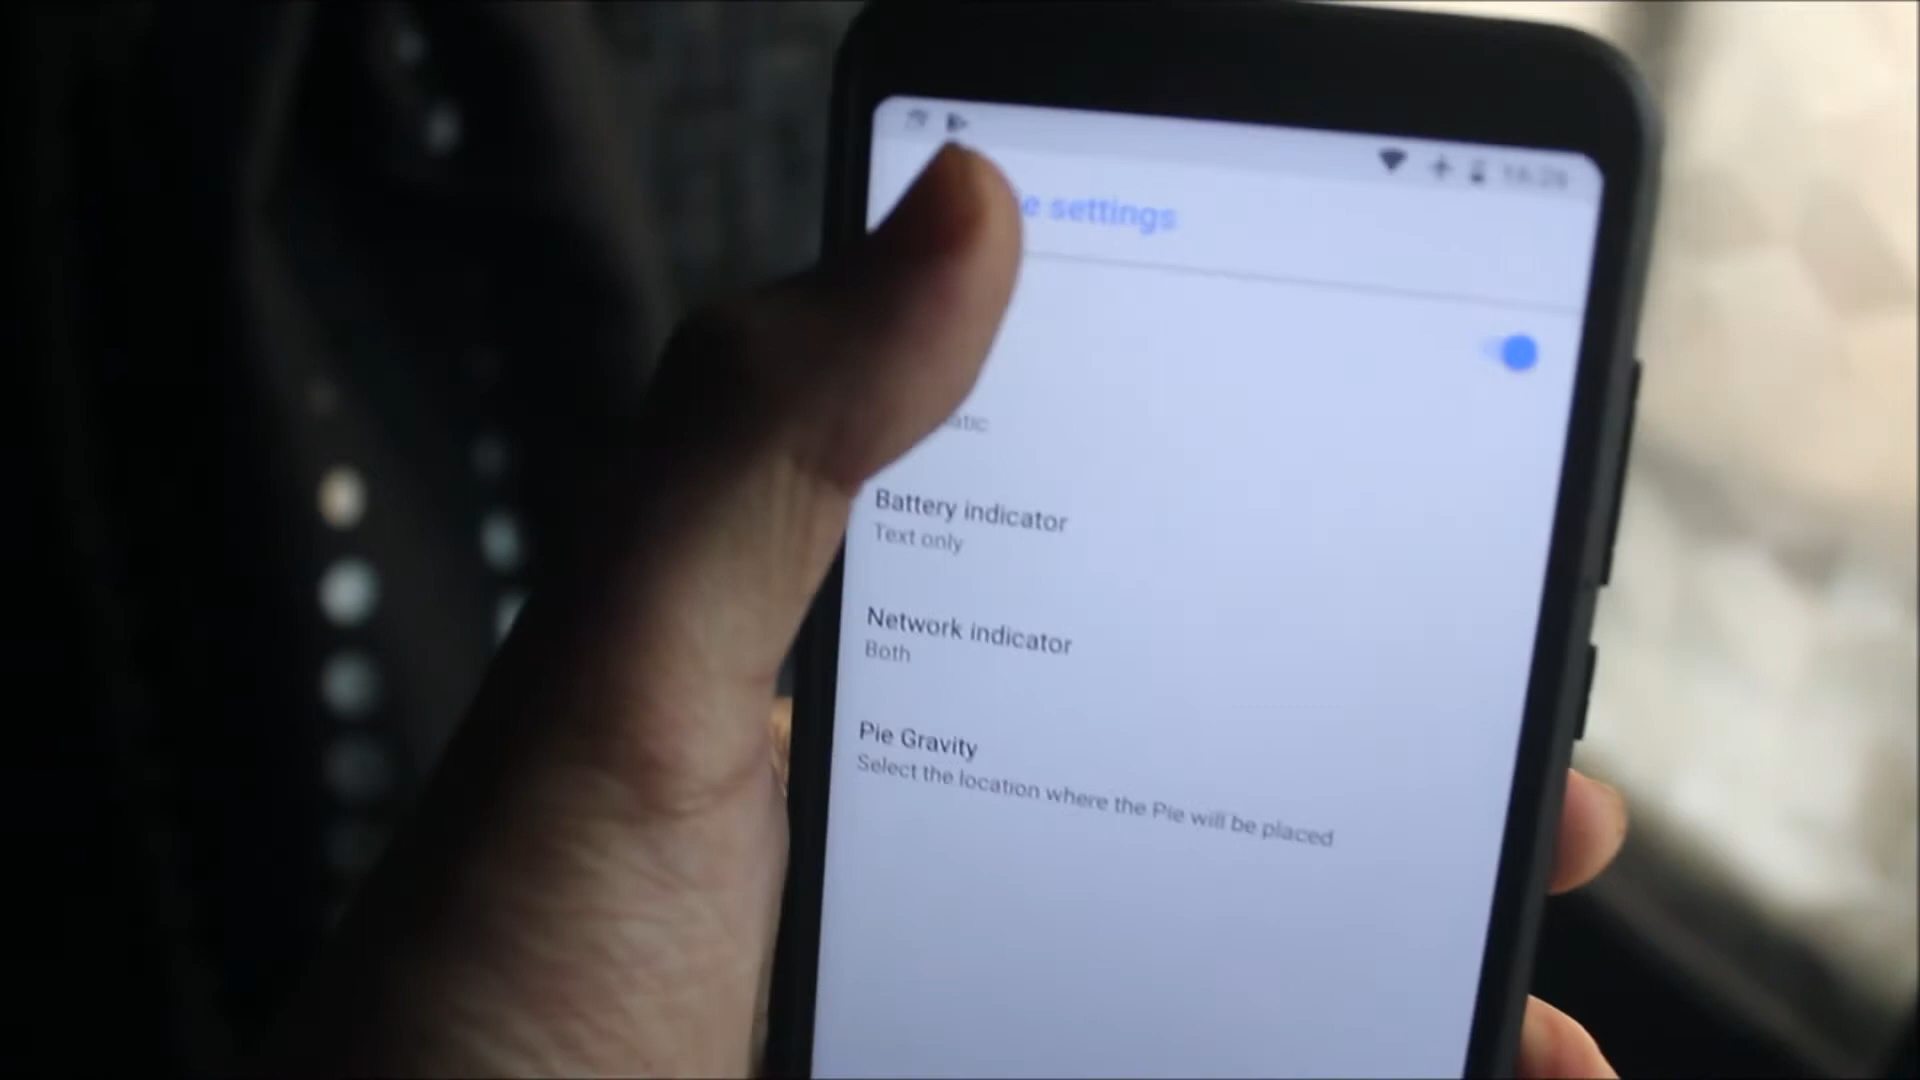 settings
Battery indicator
Text only
Network indicator
Both
Pie Gravity
Select the location where the Pie will be placed